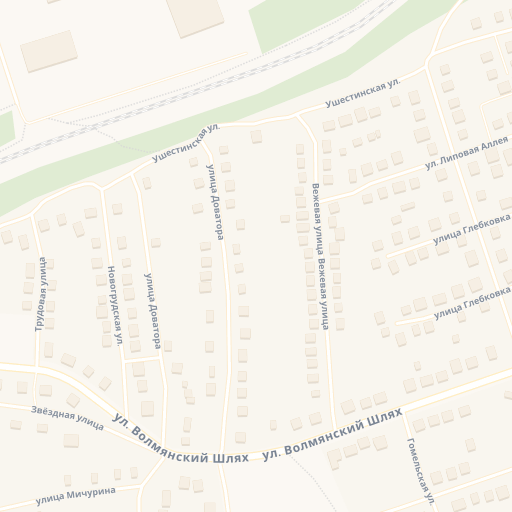 Ушестинская ул.
Ушестинская ул.
ул. Липовая Аллея
улица Доватора
Вежевая улица Вежевая улица
улица Глебковка
улица Глебковка
Трудовая улица
Новогрудская ул.
улица Доватора
Звёздная улица
ул. Волмянский Шлях
ул. Волмянский Шлях
Гомельская ул.
улица Мичурина